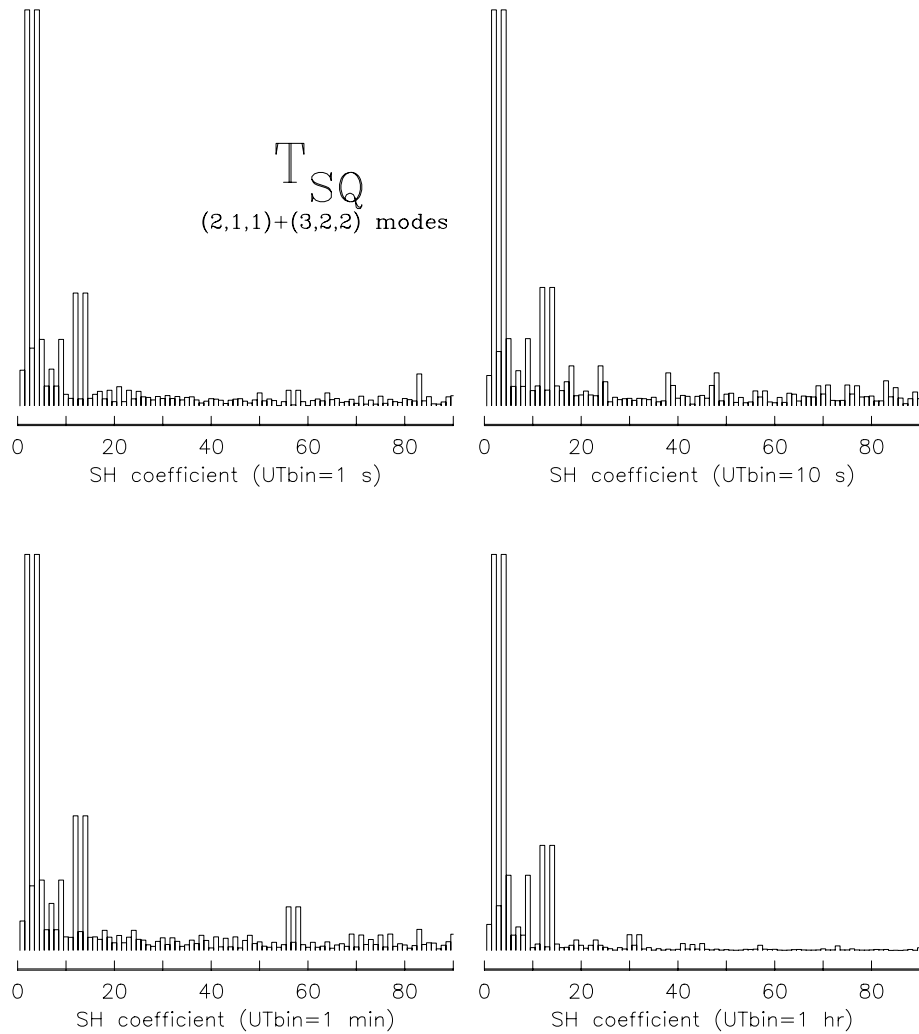 T SQ
(2,1,1)+(3,2,2) modes
0 20 40 60 80
SH coefficient (UTbin=1 s)
0 20 40 60 80
SH coefficient (UTbin=10 s)
0 20 40 60 80
SH coefficient (UTbin=1 min)
0 20 40 60 80
SH coefficient (UTbin=1 hr)